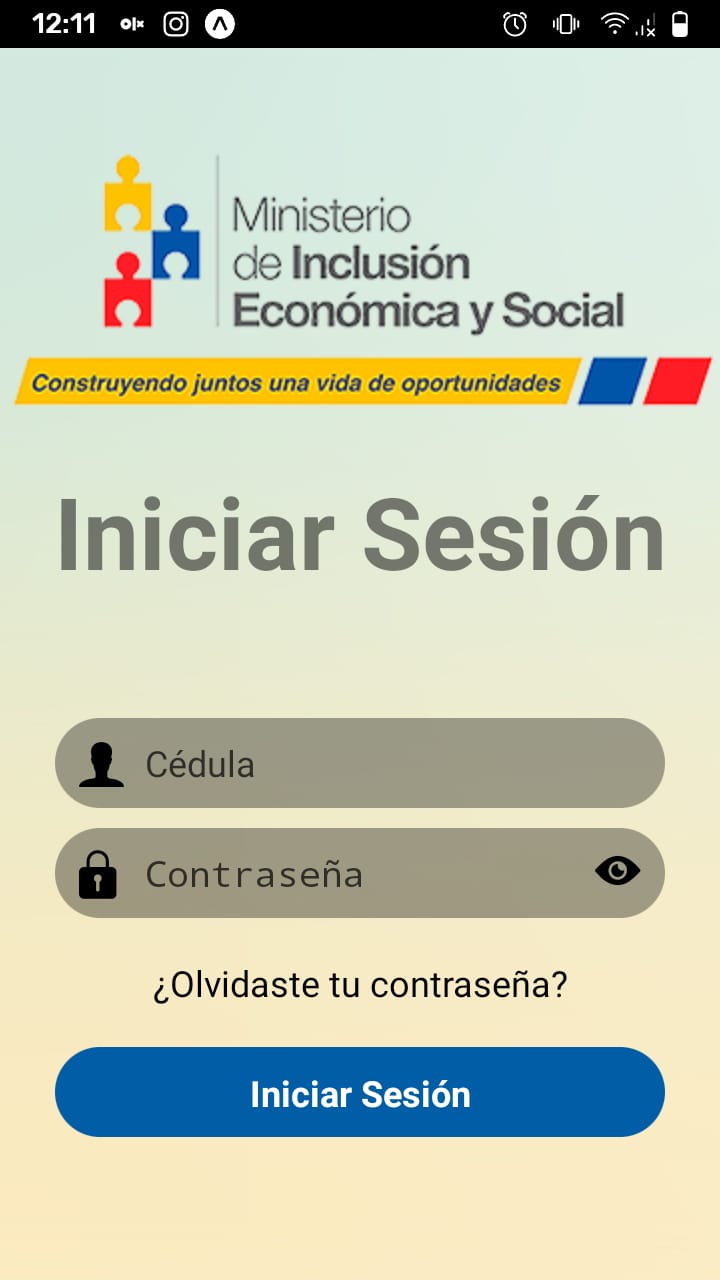 12:11 olx
Ministerio
de Inclusión
Económica y Social
Construyendo juntos una vida de oportunidades
Iniciar Sesión
Cédula
Contraseña
¿Olvidaste tu contraseña?
Iniciar Sesión